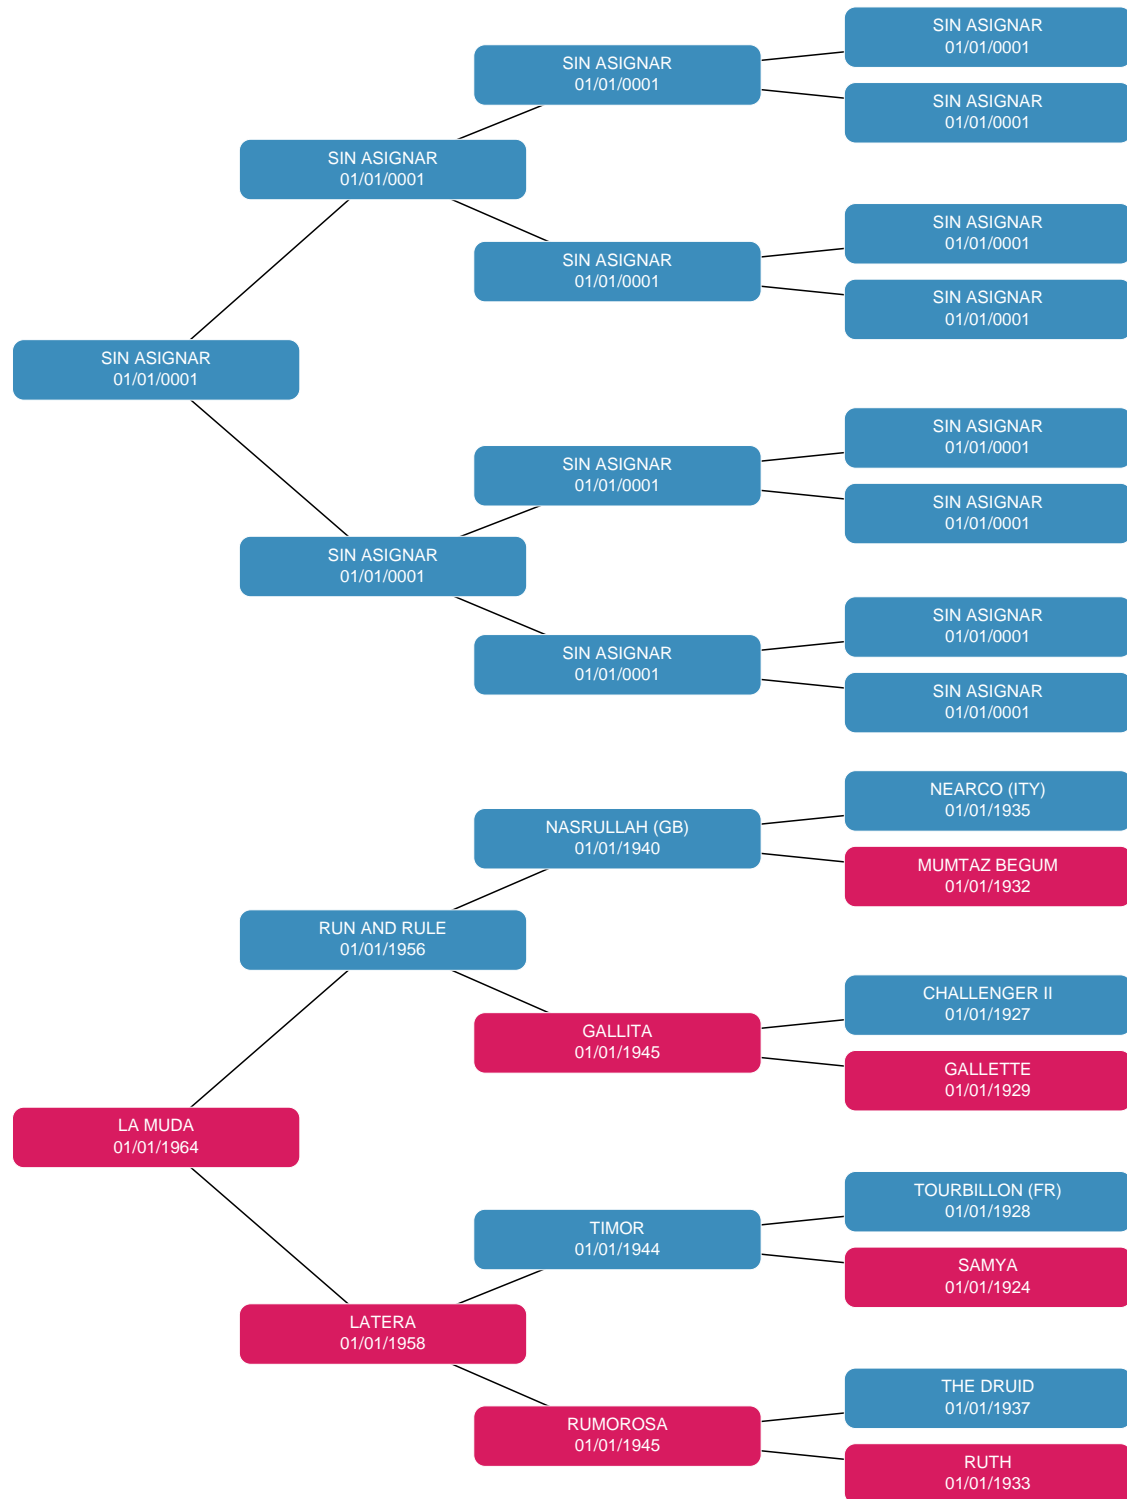 SIN ASIGNAR
01/01/0001
SIN ASIGNAR
01/01/0001
SIN ASIGNAR
01/01/0001
SIN ASIGNAR
01/01/0001
SIN ASIGNAR
01/01/0001
SIN ASIGNAR
01/01/0001
SIN ASIGNAR
01/01/0001
SIN ASIGNAR
01/01/0001
SIN ASIGNAR
01/01/0001
SIN ASIGNAR
01/01/0001
SIN ASIGNAR
01/01/0001
SIN ASIGNAR
01/01/0001
SIN ASIGNAR
01/01/0001
SIN ASIGNAR
01/01/0001
SIN ASIGNAR
01/01/0001
NEARCO (ITY)
01/01/1935
NASRULLAH (GB)
01/01/1940
MUMTAZ BEGUM
01/01/1932
RUN AND RULE
01/01/1956
CHALLENGER II
01/01/1927
GALLITA
01/01/1945
GALLETTE
01/01/1929
LA MUDA
01/01/1964
TOURBILLON (FR)
01/01/1928
TIMOR
01/01/1944
SAMYA
01/01/1924
LATERA
01/01/1958
THE DRUID
01/01/1937
RUMOROSA
01/01/1945
RUTH
01/01/1933